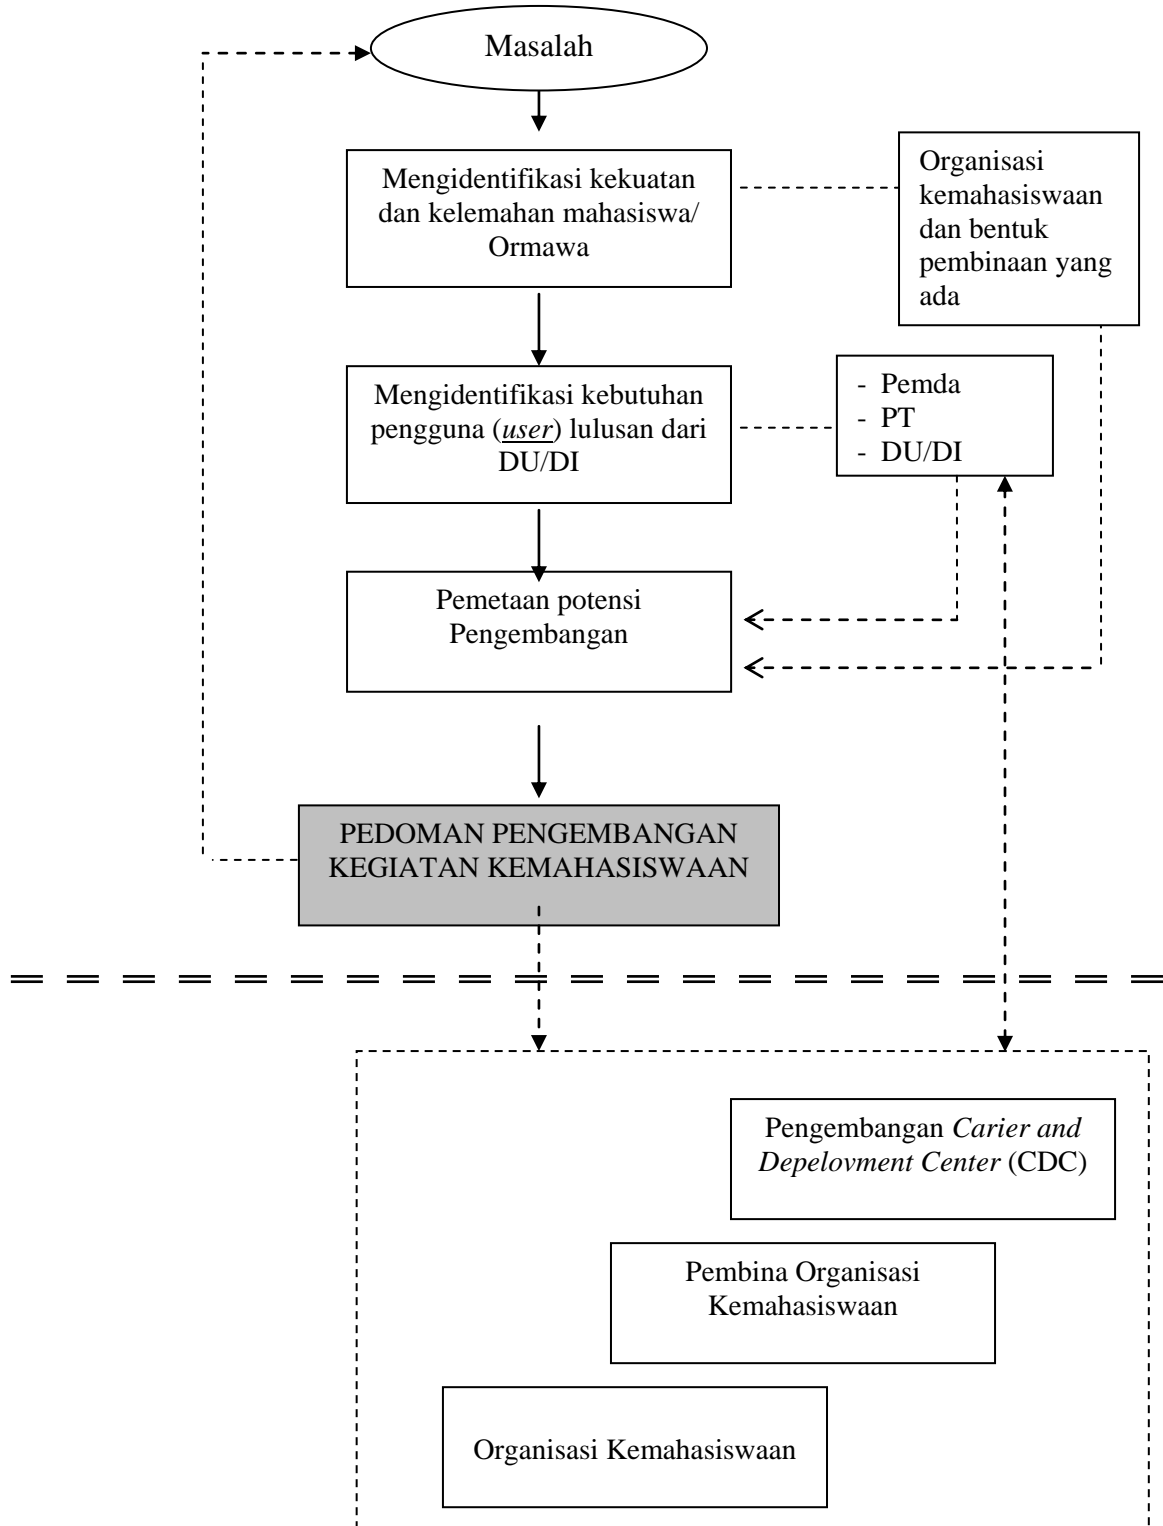 Masalah
Mengidentifikasi kekuatan
dan kelemahan mahasiswa/
Ormawa
Organisasi
kemahasiswaan
dan bentuk
pembinaan yang
ada
Mengidentifikasi kebutuhan
pengguna (user) lulusan dari
DU/DI
- Pemda
- PT
- DU/DI
Pemetaan potensi
Pengembangan
PEDOMAN PENGEMBANGAN
KEGIATAN KEMAHASISWAAN
Pengembangan Carier and
Depelovment Center (CDC)
Pembina Organisasi
Kemahasiswaan
Organisasi Kemahasiswaan